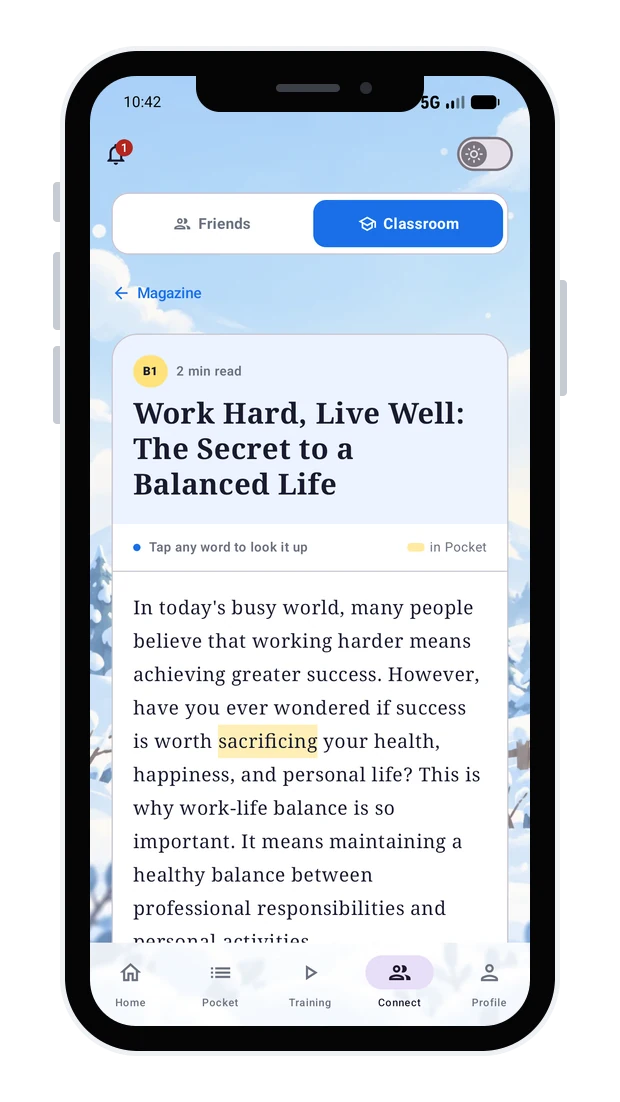 10:42
5G
1
Friends
Classroom
Magazine
B1
2 min read
Work Hard, Live Well:
The Secret to a
Balanced Life
Tap any word to look it up
in Pocket
In today's busy world, many people
believe that working harder means
achieving greater success. However,
have you ever wondered if success
is worth sacrificing your health,
happiness, and personal life? This is
why work-life balance is so
important. It means maintaining a
healthy balance between
professional responsibilities and
personal activities.
Home
Pocket
Training
Connect
Profile